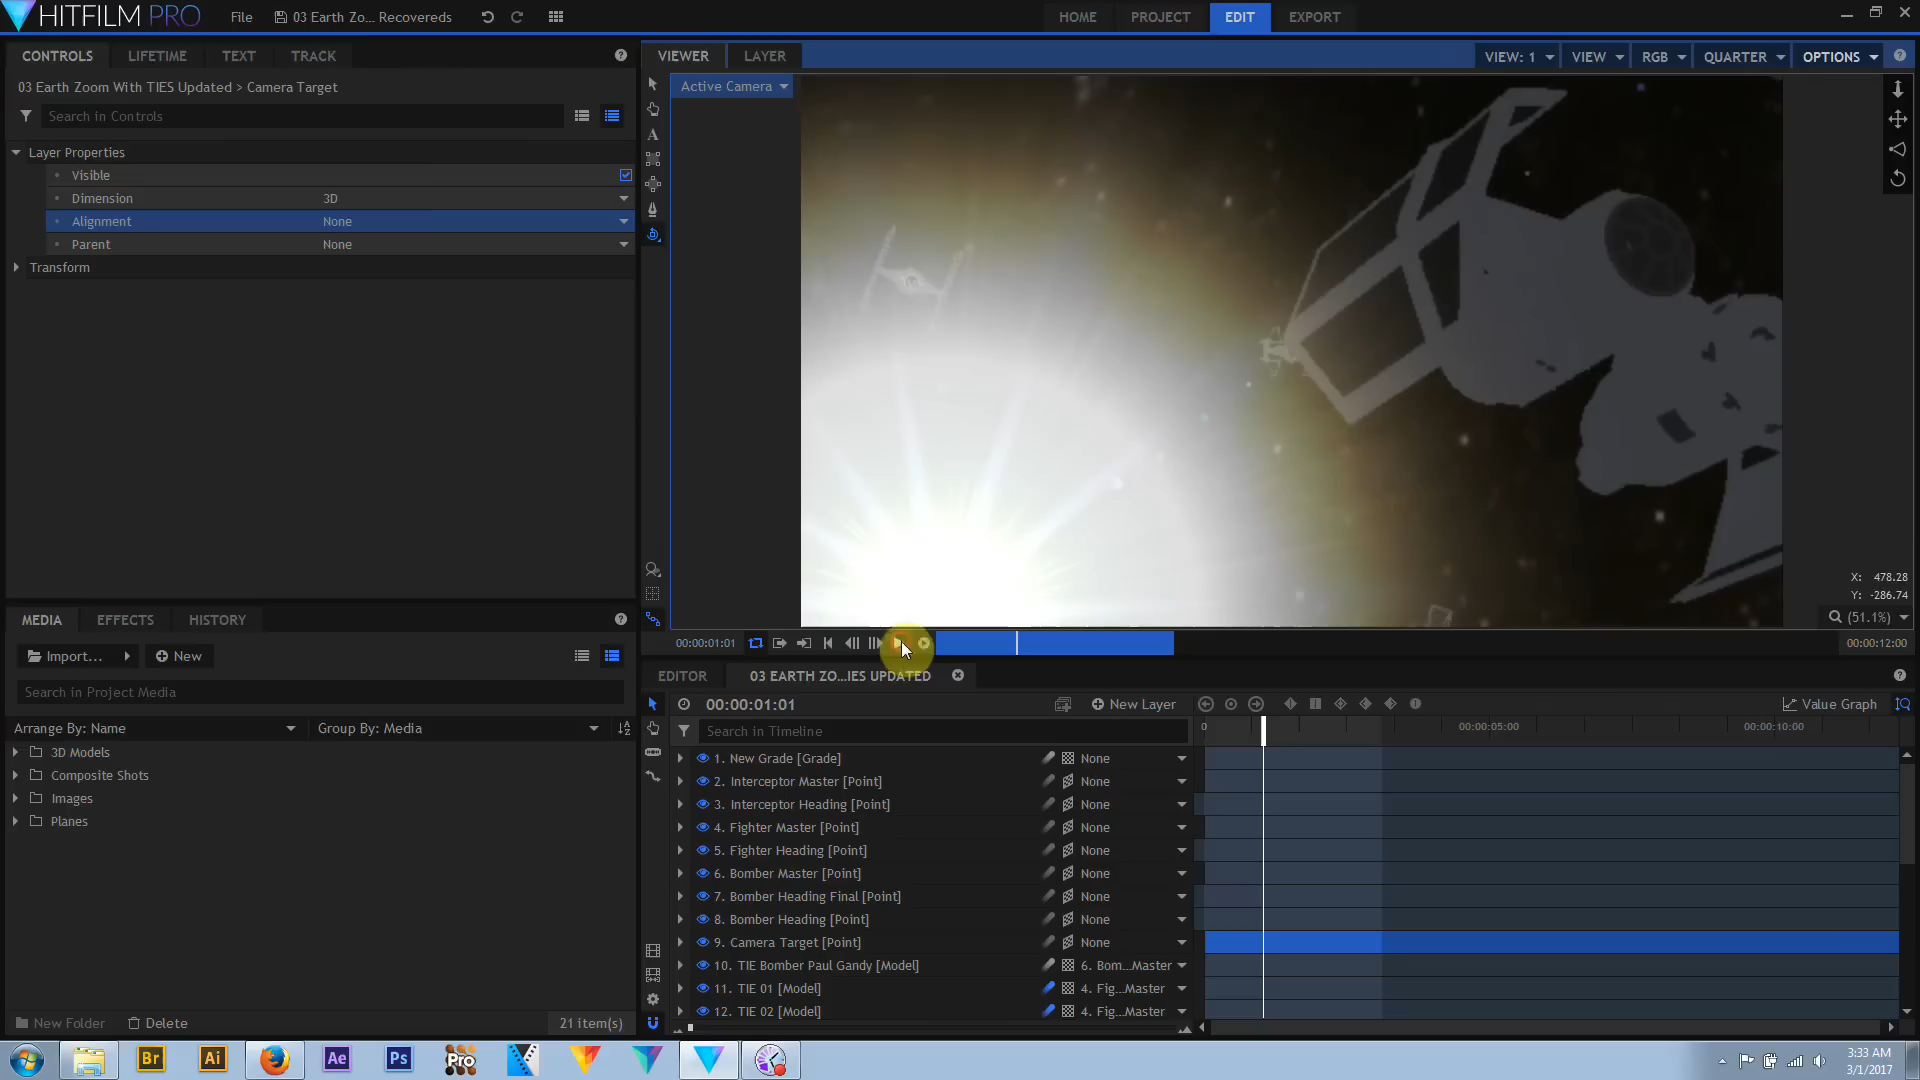 HITFILM PRO File 03 Earth Zo... Recovereds HOME PROJECT EDIT EXPORT
CONTROLS LIFETIME TEXT TRACK
03 Earth Zoom With TIES Updated > Camera Target
Search in Controls
Layer Properties
Visible
Dimension 3D
Alignment None
Parent None
Transform
VIEWER LAYER VIEW: 1 VIEW RGB QUARTER OPTIONS
Active Camera
X: 478.28
Y: -286.74
(51.1%)
00:00:01:01 00:00:12:00
MEDIA EFFECTS HISTORY
Import... New
Search in Project Media
Arrange By: Name Group By: Media
3D Models
Composite Shots
Images
Planes
New Folder Delete 21 item(s)
EDITOR 03 EARTH ZO...IES UPDATED
00:00:01:01 New Layer Value Graph
Search in Timeline
0 00:00:05:00 00:00:10:00
1. New Grade [Grade] None
2. Interceptor Master [Point] None
3. Interceptor Heading [Point] None
4. Fighter Master [Point] None
5. Fighter Heading [Point] None
6. Bomber Master [Point] None
7. Bomber Heading Final [Point] None
8. Bomber Heading [Point] None
9. Camera Target [Point] None
10. TIE Bomber Paul Gandy [Model] 6. Bom...Master
11. TIE 01 [Model] 4. Fig...Master
12. TIE 02 [Model] 4. Fig...Master
Br Ai Ae Ps Pro
3:33 AM
3/1/2017